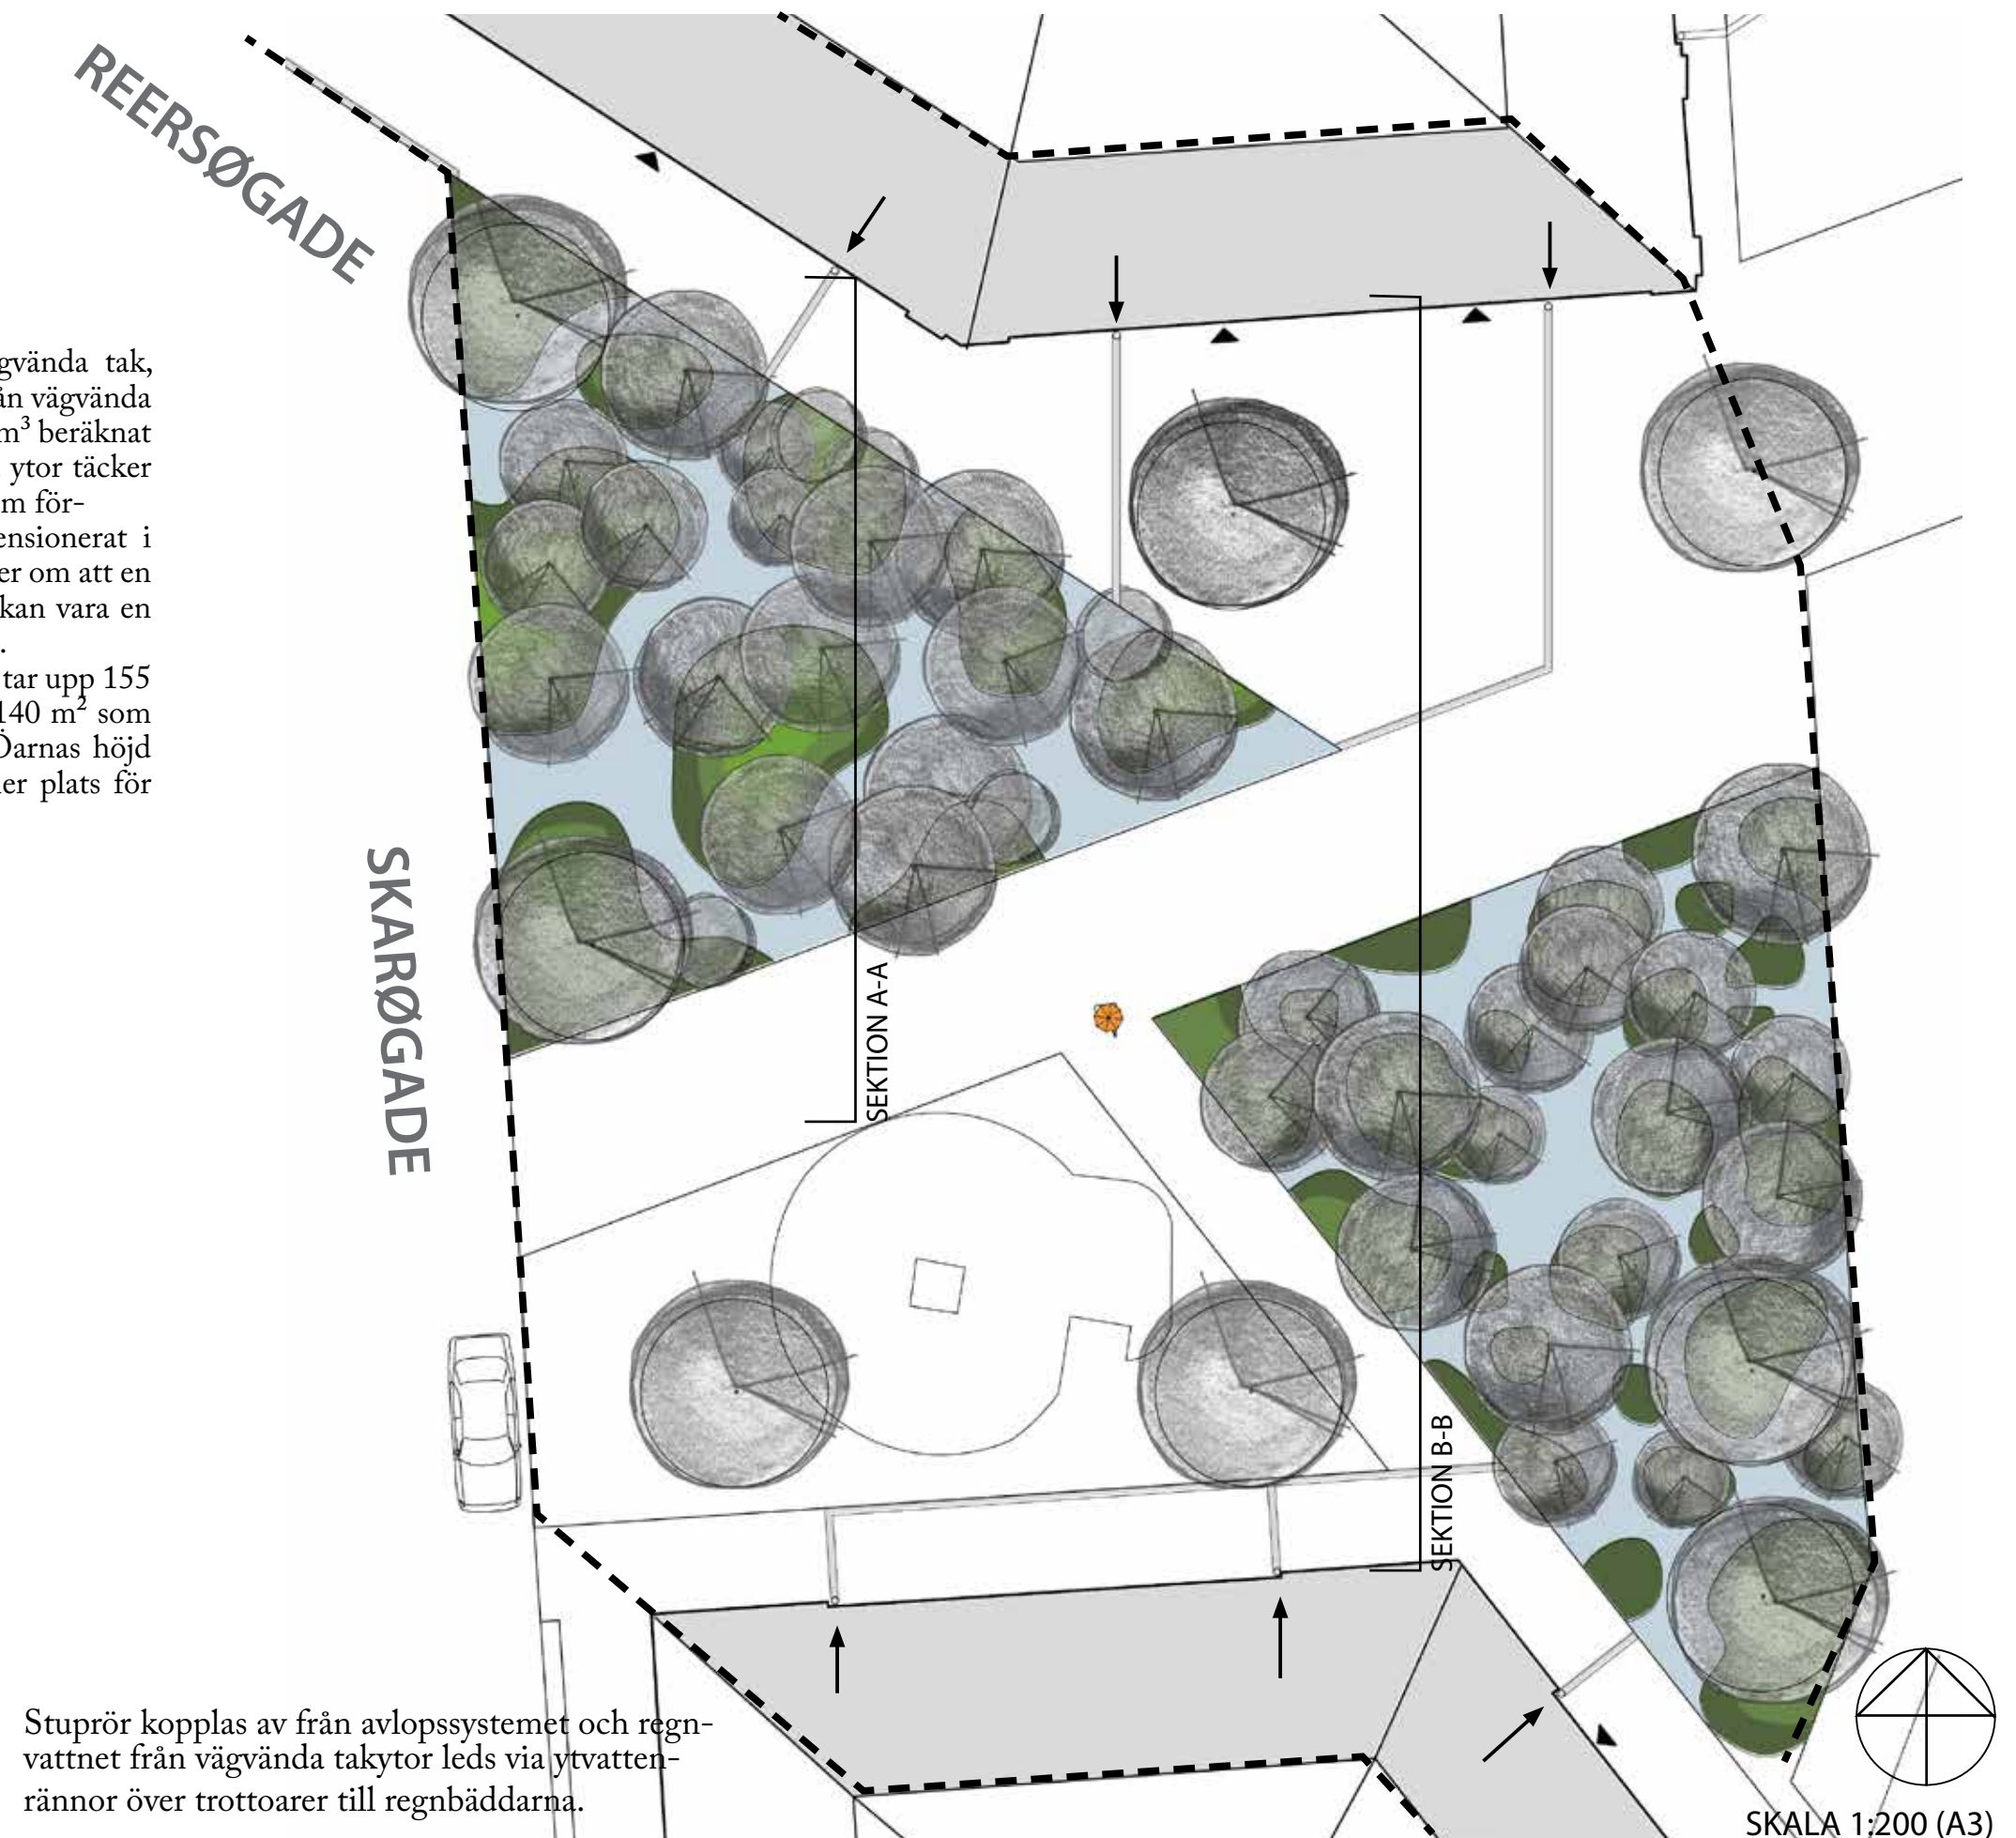 REERSØGADE
gvända tak,
ån vägvända
m³ beräknat
ytor täcker
m för-
ensionerat i
er om att en
kan vara en
.
tar upp 155
140 m² som
Öarnas höjd
er plats för
SKARØGADE
SEKTION A-A
SEKTION B-B
Stuprör kopplas av från avlopssystemet och regn-
vattnet från vägvända takytor leds via ytvatten-
rännor över trottoarer till regnbäddarna.
SKALA 1:200 (A3)